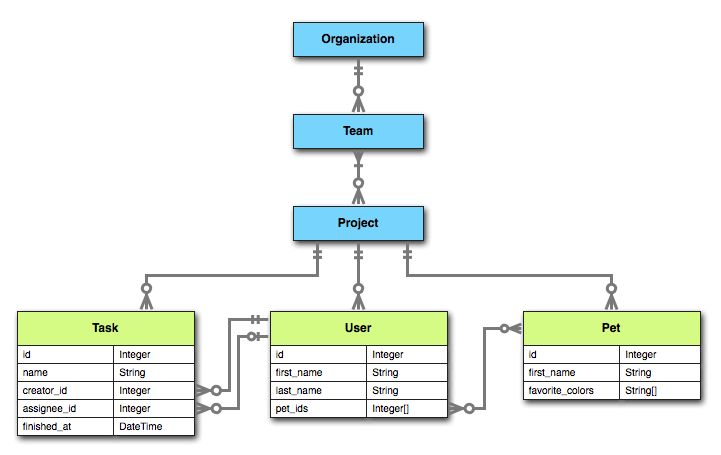 Organization
Team
Project
Task
id Integer
name String
creator_id Integer
assignee_id Integer
finished_at DateTime
User
id Integer
first_name String
last_name String
pet_ids Integer[]
Pet
id Integer
first_name String
favorite_colors String[]